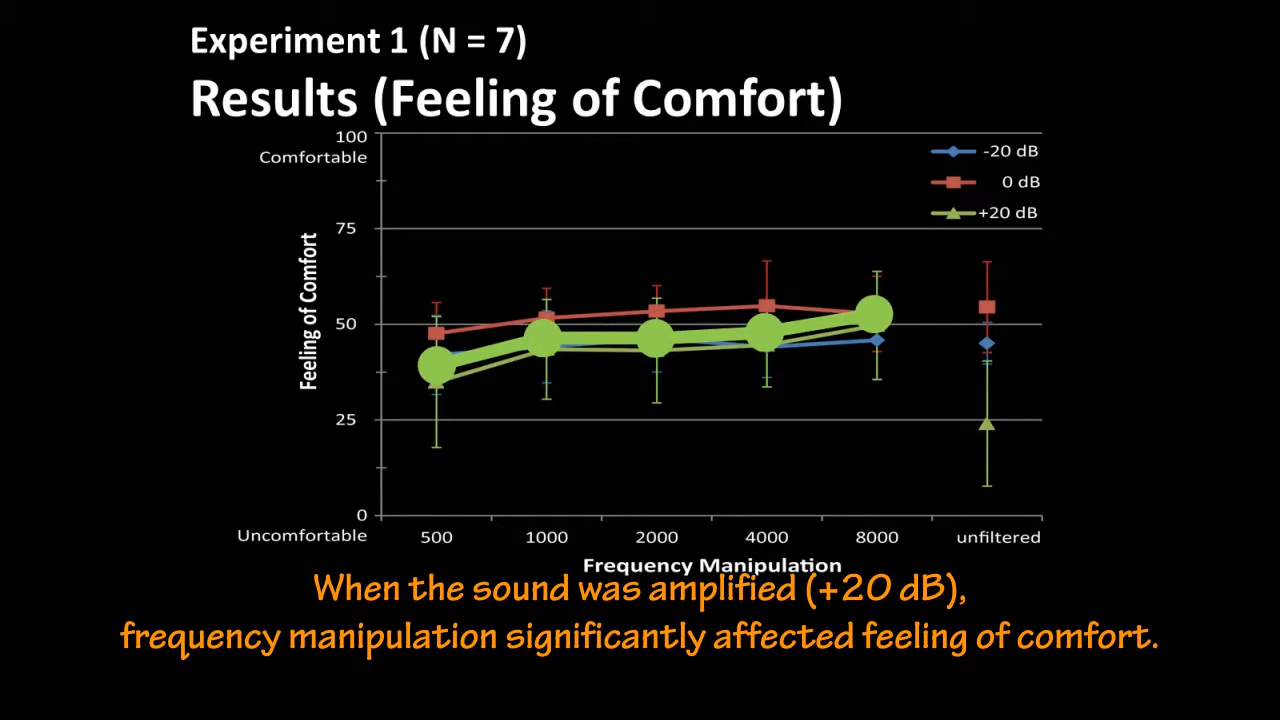 Experiment 1 (N = 7)
Results (Feeling of Comfort)
100
Comfortable
75
50
25
0
Uncomfortable
Feeling of Comfort
-20 dB
0 dB
+20 dB
500 1000 2000 4000 8000 unfiltered
Frequency Manipulation
When the sound was amplified (+20 dB),
frequency manipulation significantly affected feeling of comfort.